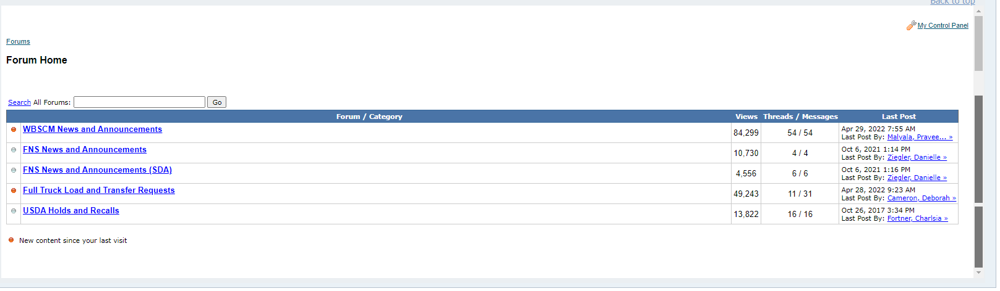 Back to top
My Control Panel
Forums
Forum Home
Search All Forums: Go
Forum / Category Views Threads / Messages Last Post
WBSCM News and Announcements 84,299 54 / 54 Apr 29, 2022 7:55 AM
Last Post By: Malyala, Pravee... »
FNS News and Announcements 10,730 4 / 4 Oct 6, 2021 1:14 PM
Last Post By: Ziegler, Danielle »
FNS News and Announcements (SDA) 4,556 6 / 6 Oct 6, 2021 1:16 PM
Last Post By: Ziegler, Danielle »
Full Truck Load and Transfer Requests 49,243 11 / 31 Apr 28, 2022 9:23 AM
Last Post By: Cameron, Deborah »
USDA Holds and Recalls 13,822 16 / 16 Oct 26, 2017 3:34 PM
Last Post By: Fortner, Charlsia »
New content since your last visit